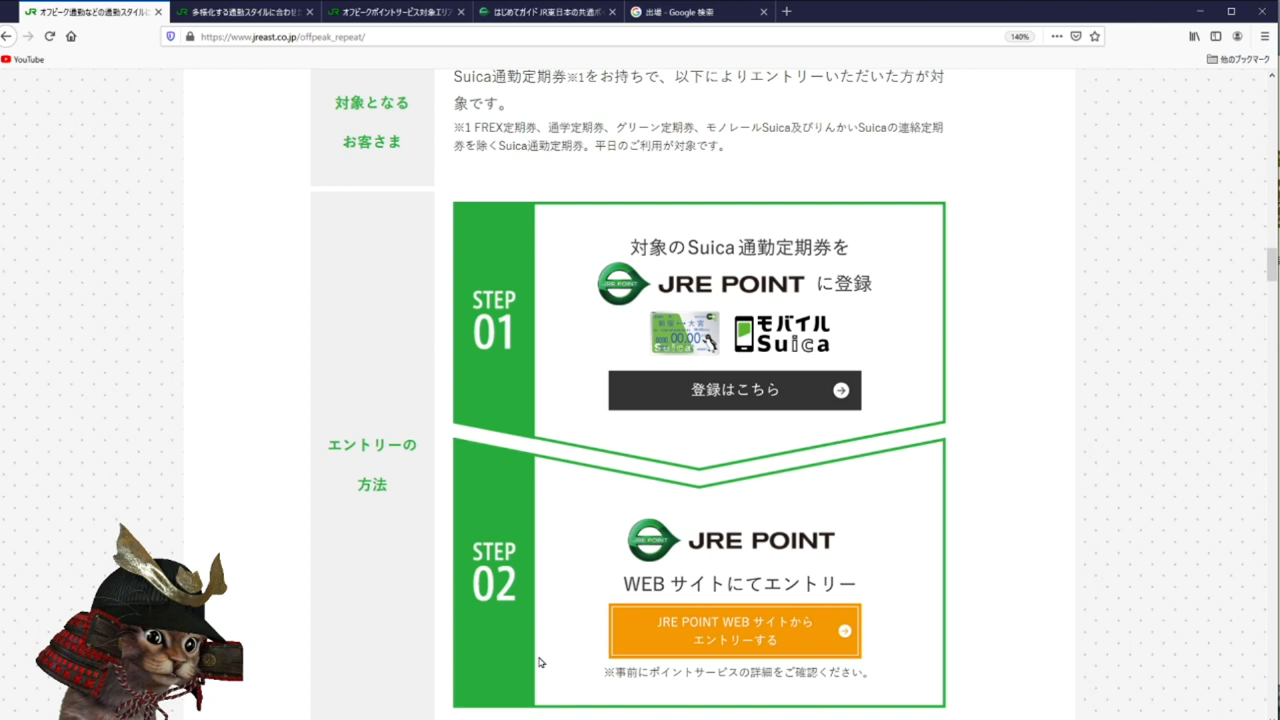 オフピーク通勤などの通勤スタイルに
多様化する通勤スタイルに合わせた
オフピークポイントサービス対象エリア
はじめてガイド JR東日本の共通ポ
出場 - Google 検索
https://www.jreast.co.jp/offpeak_repeat/
140%
YouTube
他のブックマーク
対象となる
お客さま
Suica通勤定期券※1をお持ちで、以下によりエントリーいただいた方が対
象です。
※1 FREX定期券、通学定期券、グリーン定期券、モノレールSuica及びりんかいSuicaの連絡定期
券を除くSuica通勤定期券。平日のご利用が対象です。
エントリーの
方法
STEP
01
対象のSuica通勤定期券を
JRE POINT
JRE POINT に登録
新宿 大宮
00.00
Suica
モバイル
Suica
登録はこちら
STEP
02
JRE POINT
JRE POINT
WEB サイトにてエントリー
JRE POINT WEB サイトから
エントリーする
※事前にポイントサービスの詳細をご確認ください。